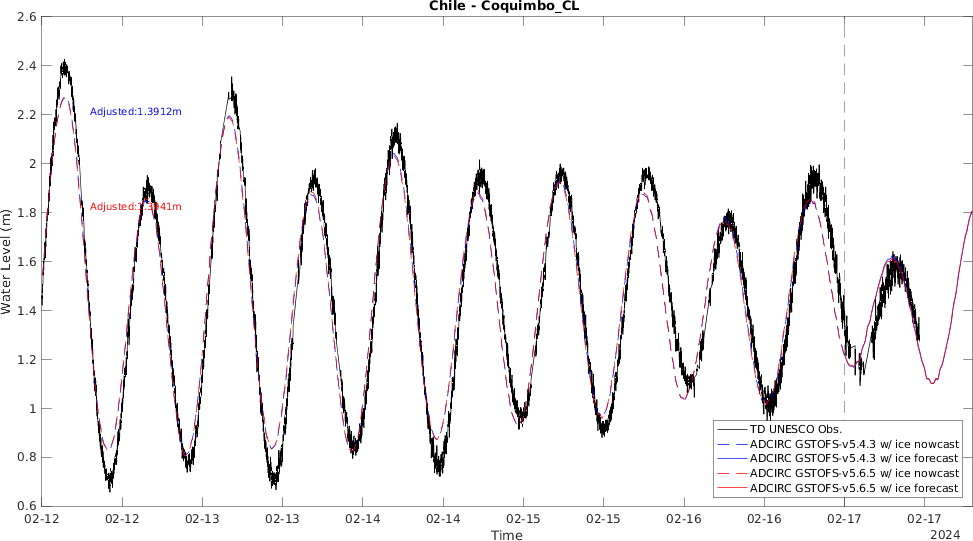 Chile - Coquimbo_CL
2.6
2.4
2.2
2
1.8
1.6
1.4
1.2
1
0.8
0.6
Water Level (m)
Adjusted:1.3912m
Adjusted:1.3941m
TD UNESCO Obs.
ADCIRC GSTOFS-v5.4.3 w/ ice nowcast
ADCIRC GSTOFS-v5.4.3 w/ ice forecast
ADCIRC GSTOFS-v5.6.5 w/ ice nowcast
ADCIRC GSTOFS-v5.6.5 w/ ice forecast
02-12 02-12 02-13 02-13 02-14 02-14 02-15 02-15 02-16 02-16 02-17 02-17
Time
2024